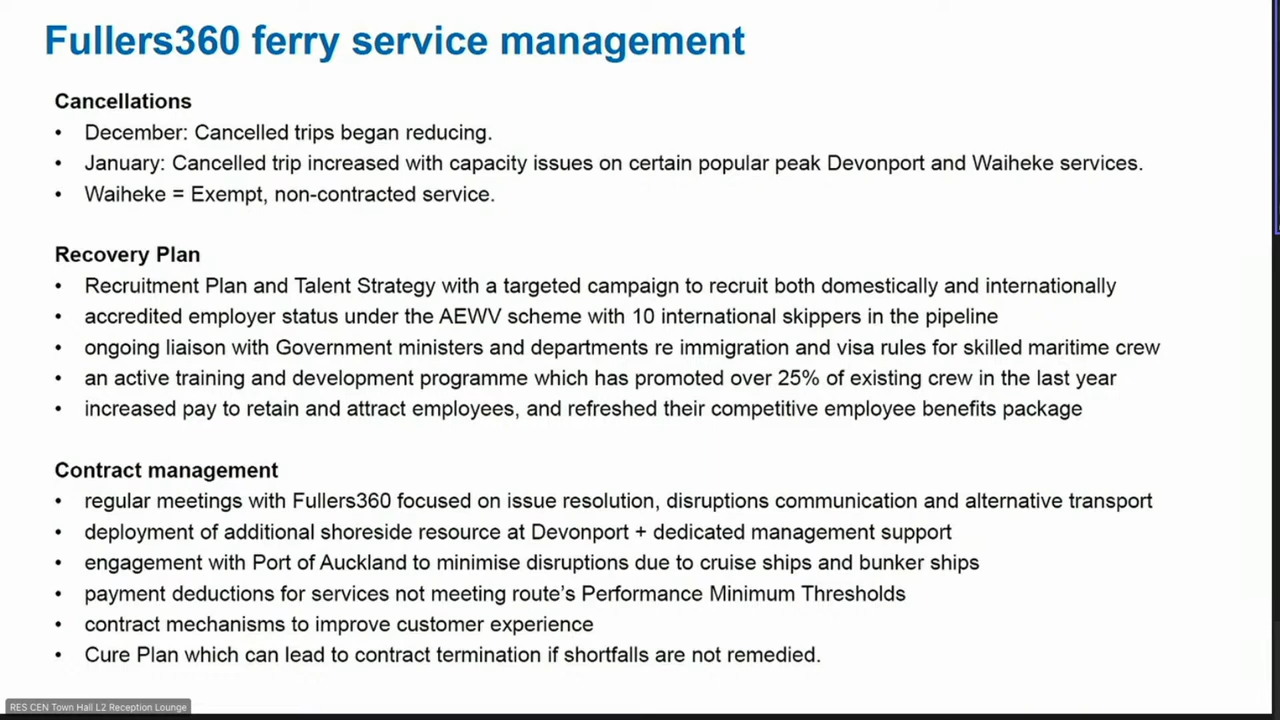 Fullers360 ferry service management
Cancellations
• December: Cancelled trips began reducing.
• January: Cancelled trip increased with capacity issues on certain popular peak Devonport and Waiheke services.
• Waiheke = Exempt, non-contracted service.
Recovery Plan
• Recruitment Plan and Talent Strategy with a targeted campaign to recruit both domestically and internationally
• accredited employer status under the AEWV scheme with 10 international skippers in the pipeline
• ongoing liaison with Government ministers and departments re immigration and visa rules for skilled maritime crew
• an active training and development programme which has promoted over 25% of existing crew in the last year
• increased pay to retain and attract employees, and refreshed their competitive employee benefits package
Contract management
• regular meetings with Fullers360 focused on issue resolution, disruptions communication and alternative transport
• deployment of additional shoreside resource at Devonport + dedicated management support
• engagement with Port of Auckland to minimise disruptions due to cruise ships and bunker ships
• payment deductions for services not meeting route's Performance Minimum Thresholds
• contract mechanisms to improve customer experience
• Cure Plan which can lead to contract termination if shortfalls are not remedied.
RES CEN Town Hall L2 Reception Lounge